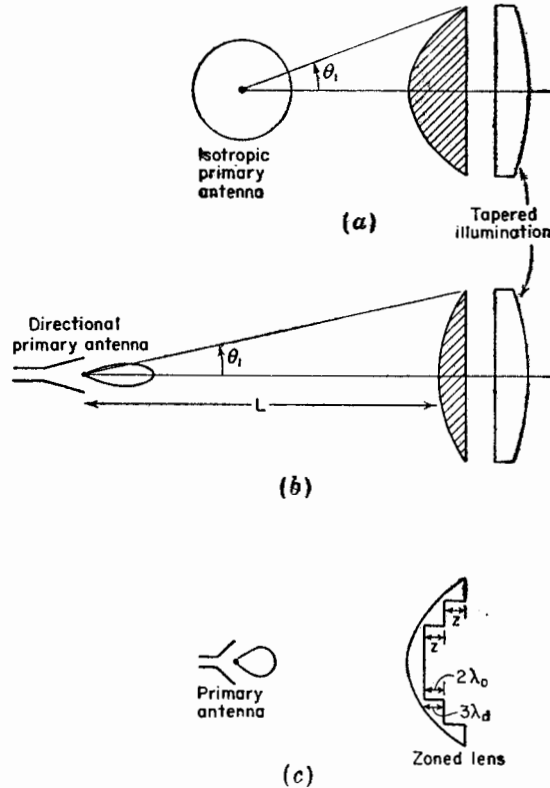 θ₁
Isotropic
primary
antenna
(a)
Tapered
illumination
Directional
primary antenna
θ₁
L
(b)
z
z
2λ₀
3λd
Primary
antenna
Zoned lens
(c)